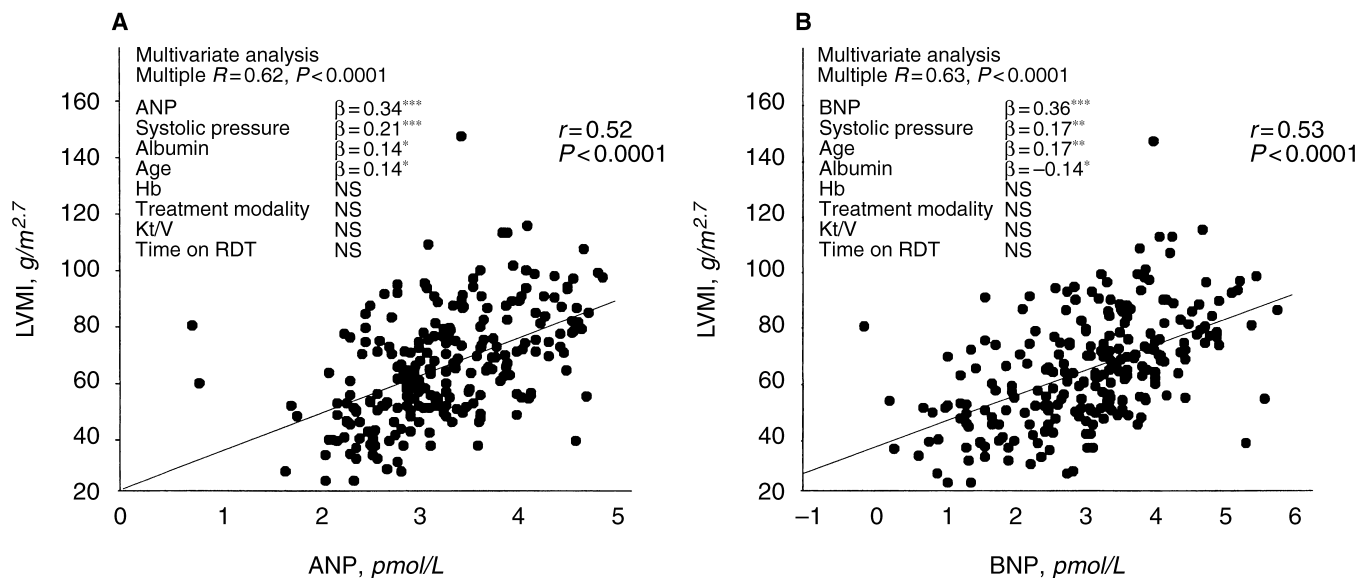 A
Multivariate analysis
Multiple R=0.62, P<0.0001
ANP β=0.34***
Systolic pressure β=0.21***
Albumin β=0.14*
Age β=0.14*
Hb NS
Treatment modality NS
Kt/V NS
Time on RDT NS
r=0.52
P<0.0001
LVMI, g/m2.7
160
140
120
100
80
60
40
20
0 1 2 3 4 5
ANP, pmol/L
B
Multivariate analysis
Multiple R=0.63, P<0.0001
BNP β=0.36***
Systolic pressure β=0.17**
Age β=0.17**
Albumin β=−0.14*
Hb NS
Treatment modality NS
Kt/V NS
Time on RDT NS
r=0.53
P<0.0001
LVMI, g/m2.7
160
140
120
100
80
60
40
20
−1 0 1 2 3 4 5 6
BNP, pmol/L